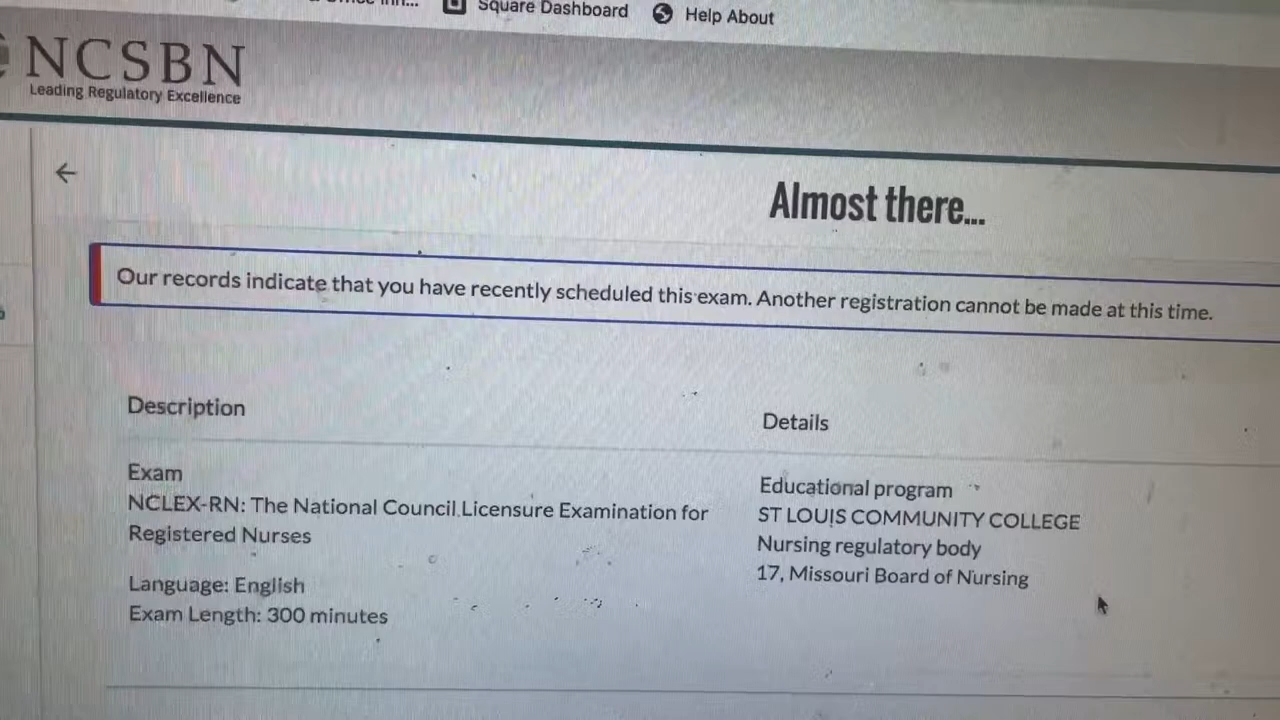 Square Dashboard
Help About
NCSBN
Leading Regulatory Excellence
Almost there...
Our records indicate that you have recently scheduled this exam. Another registration cannot be made at this time.
Description
Details
Exam
NCLEX-RN: The National Council Licensure Examination for
Registered Nurses
Language: English
Exam Length: 300 minutes
Educational program
ST LOUIS COMMUNITY COLLEGE
Nursing regulatory body
17, Missouri Board of Nursing